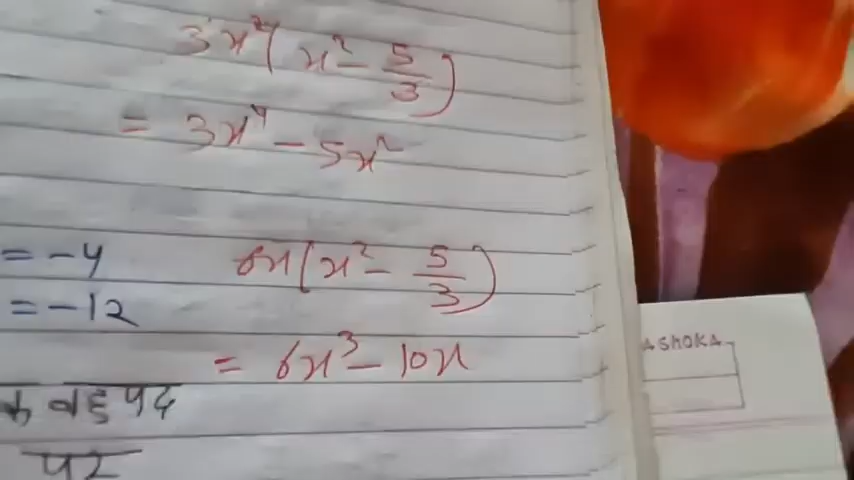 3x²(x² - 5/3)
= 3x⁴ - 5x²
= -4
6x(x² - 5/3)
= -12
= 6x³ - 10x
ASHOKA
क बहुपद
पर